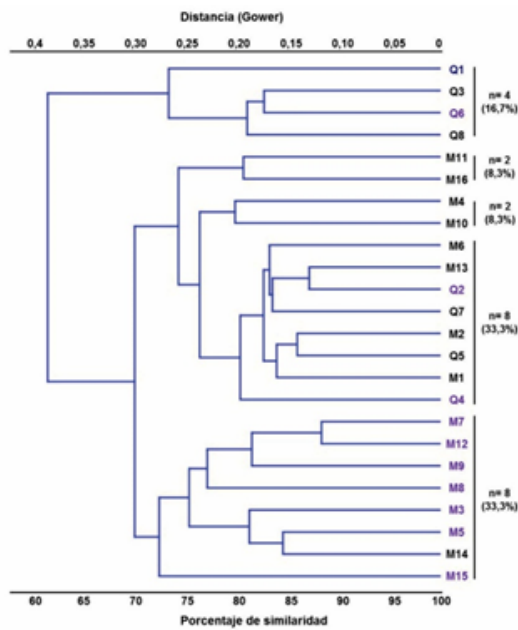 Distancia (Gower)
0,4 0,35 0,30 0,25 0,20 0,15 0,10 0,05 0
Q1
Q3
Q6
Q8
n= 4
(16,7%)
M11
M16
n= 2
(8,3%)
M4
M10
n= 2
(8,3%)
M6
M13
Q2
Q7
M2
Q5
M1
Q4
n= 8
(33,3%)
M7
M12
M9
M8
M3
M5
M14
M15
n= 8
(33,3%)
60 65 75 80 85 90 95 100
Porcentaje de similaridad